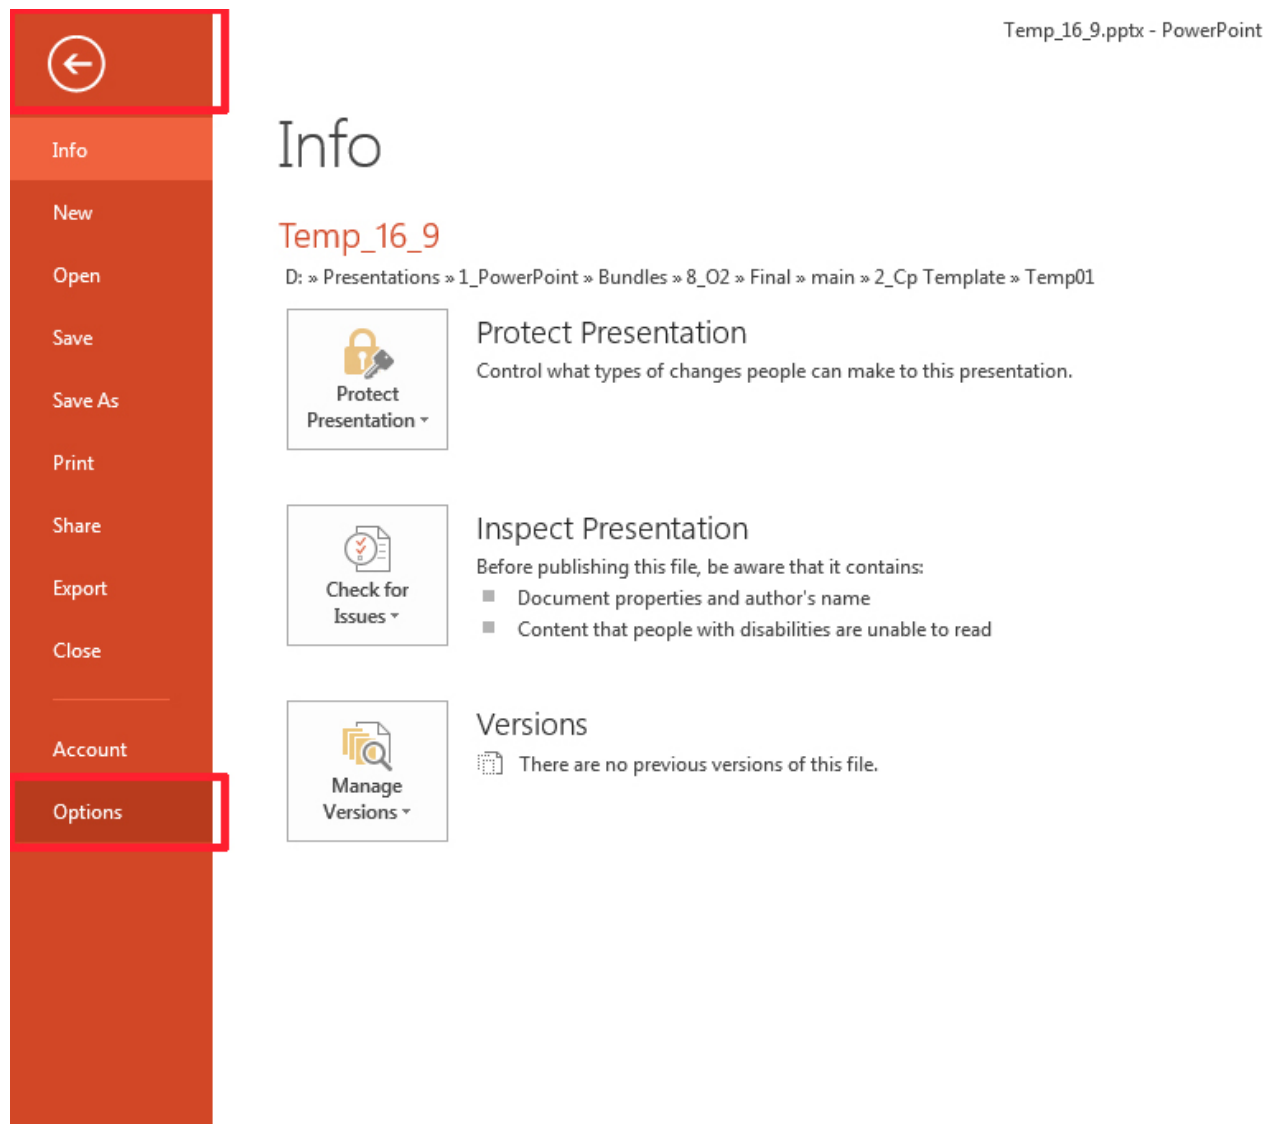 Temp_16_9.pptx - PowerPoint
Info
New
Open
Save
Save As
Print
Share
Export
Close
Account
Options
Info
Temp_16_9
D: » Presentations » 1_PowerPoint » Bundles » 8_O2 » Final » main » 2_Cp Template » Temp01
Protect
Presentation
Protect Presentation
Control what types of changes people can make to this presentation.
Check for
Issues
Inspect Presentation
Before publishing this file, be aware that it contains:
Document properties and author's name
Content that people with disabilities are unable to read
Manage
Versions
Versions
There are no previous versions of this file.